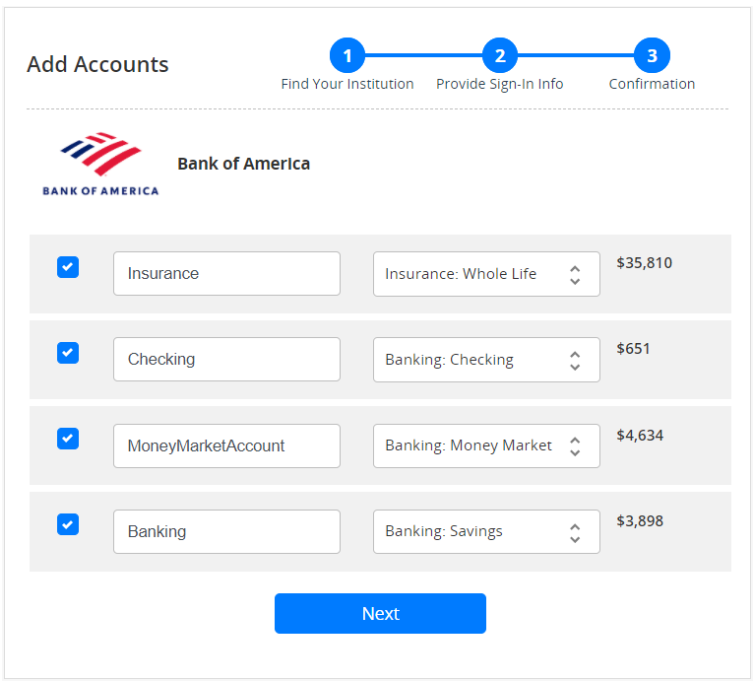 Add Accounts
1 2 3
Find Your Institution Provide Sign-In Info Confirmation
BANK OF AMERICA
Bank of America
Insurance Insurance: Whole Life $35,810
Checking Banking: Checking $651
MoneyMarketAccount Banking: Money Market $4,634
Banking Banking: Savings $3,898
Next